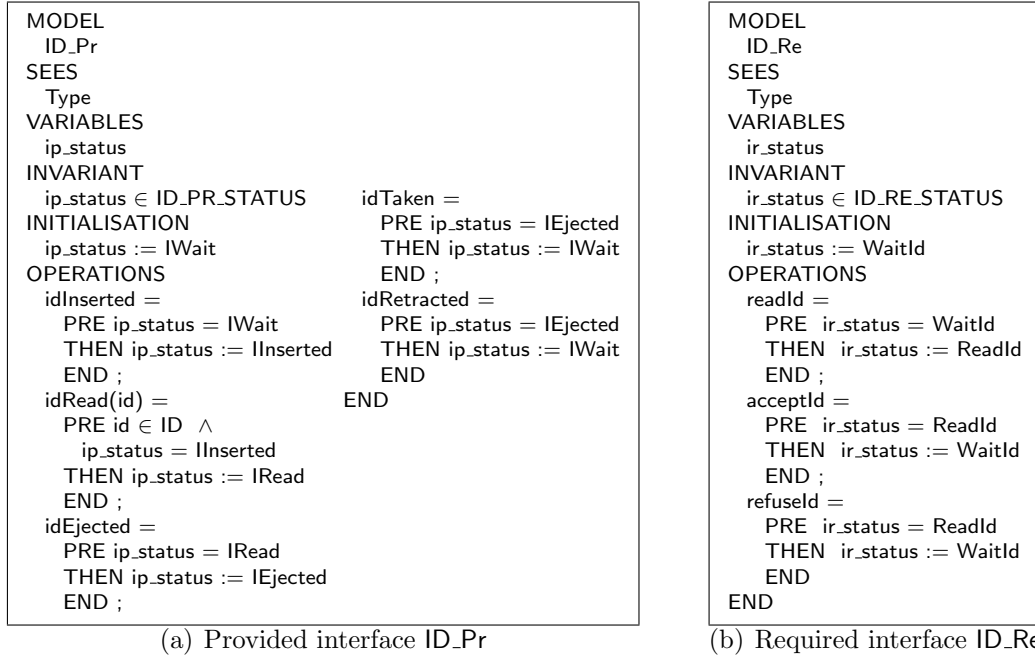 MODEL
ID_Pr
SEES
Type
VARIABLES
ip_status
INVARIANT
ip_status ∈ ID_PR_STATUS
INITIALISATION
ip_status := IWait
OPERATIONS
idInserted =
PRE ip_status = IWait
THEN ip_status := IInserted
END ;
idRead(id) =
PRE id ∈ ID ∧
ip_status = IInserted
THEN ip_status := IRead
END ;
idEjected =
PRE ip_status = IRead
THEN ip_status := IEjected
END ;
idTaken =
PRE ip_status = IEjected
THEN ip_status := IWait
END ;
idRetracted =
PRE ip_status = IEjected
THEN ip_status := IWait
END
END
(a) Provided interface ID_Pr
MODEL
ID_Re
SEES
Type
VARIABLES
ir_status
INVARIANT
ir_status ∈ ID_RE_STATUS
INITIALISATION
ir_status := WaitId
OPERATIONS
readId =
PRE ir_status = WaitId
THEN ir_status := ReadId
END ;
acceptId =
PRE ir_status = ReadId
THEN ir_status := WaitId
END ;
refuseId =
PRE ir_status = ReadId
THEN ir_status := WaitId
END
END
(b) Required interface ID_Re